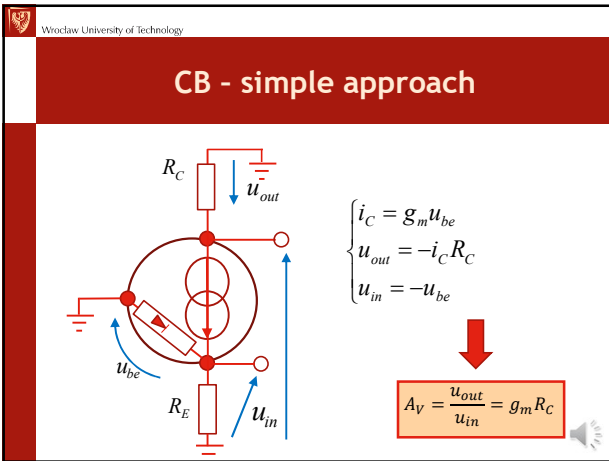 Wroclaw University of Technology
CB - simple approach
R_C
u_out
i_C = g_m u_be
u_out = -i_C R_C
u_in = -u_be
u_be
R_E
u_in
A_V = u_out / u_in = g_m R_C